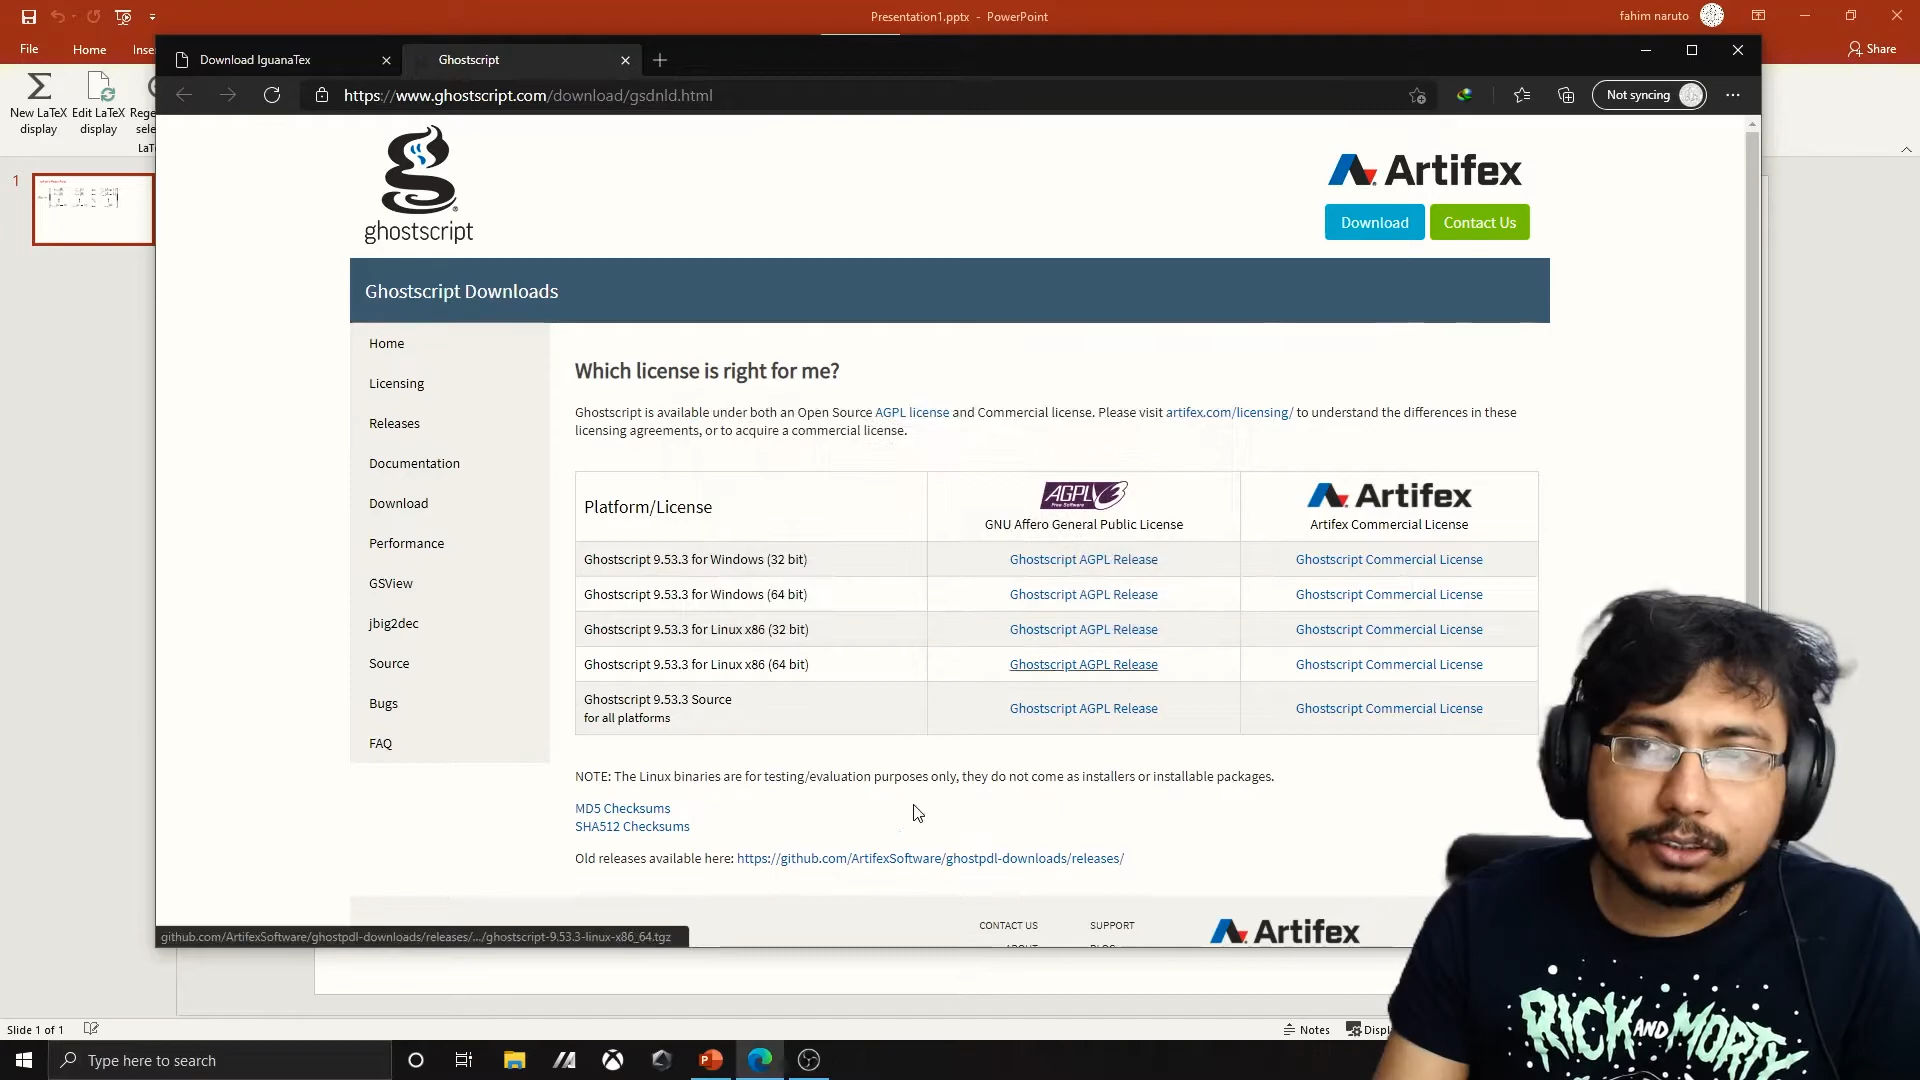 Presentation1.pptx - PowerPoint
fahim naruto
File
Home
Inse
Share
New LaTeX display
Edit LaTeX display
Rege
sele
LaTe
Download IguanaTex
Ghostscript
https://www.ghostscript.com/download/gsdnld.html
Not syncing
ghostscript
Artifex
Download
Contact Us
Ghostscript Downloads
Home
Licensing
Releases
Documentation
Download
Performance
GSView
jbig2dec
Source
Bugs
FAQ
Which license is right for me?
Ghostscript is available under both an Open Source AGPL license and Commercial license. Please visit artifex.com/licensing/ to understand the differences in these
licensing agreements, or to acquire a commercial license.
Platform/License
AGPLv3
Free Software
GNU Affero General Public License
Artifex
Artifex Commercial License
Ghostscript 9.53.3 for Windows (32 bit)
Ghostscript AGPL Release
Ghostscript Commercial License
Ghostscript 9.53.3 for Windows (64 bit)
Ghostscript AGPL Release
Ghostscript Commercial License
Ghostscript 9.53.3 for Linux x86 (32 bit)
Ghostscript AGPL Release
Ghostscript Commercial License
Ghostscript 9.53.3 for Linux x86 (64 bit)
Ghostscript AGPL Release
Ghostscript Commercial License
Ghostscript 9.53.3 Source
for all platforms
Ghostscript AGPL Release
Ghostscript Commercial License
NOTE: The Linux binaries are for testing/evaluation purposes only, they do not come as installers or installable packages.
MD5 Checksums
SHA512 Checksums
Old releases available here: https://github.com/ArtifexSoftware/ghostpdl-downloads/releases/
CONTACT US
SUPPORT
Artifex
github.com/ArtifexSoftware/ghostpdl-downloads/releases/.../ghostscript-9.53.3-linux-x86_64.tgz
1
Slide 1 of 1
Notes
Displ
Type here to search
RICK AND MORTY